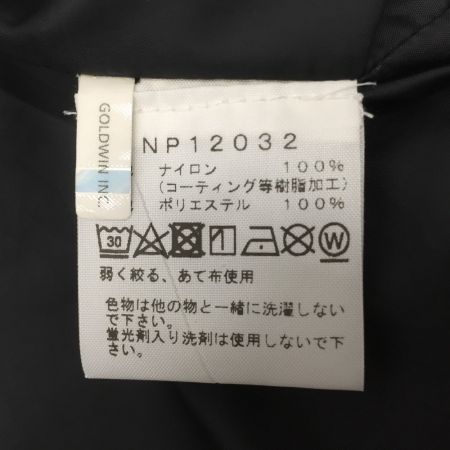 GOLDWIN INC.
NP12032
ナイロン 100%
(コーティング等樹脂加工)
ポリエステル 100%
30
W
弱く絞る、あて布使用
色物は他の物と一緒に洗濯しない
で下さい。
蛍光剤入り洗剤は使用しないで下
さい。